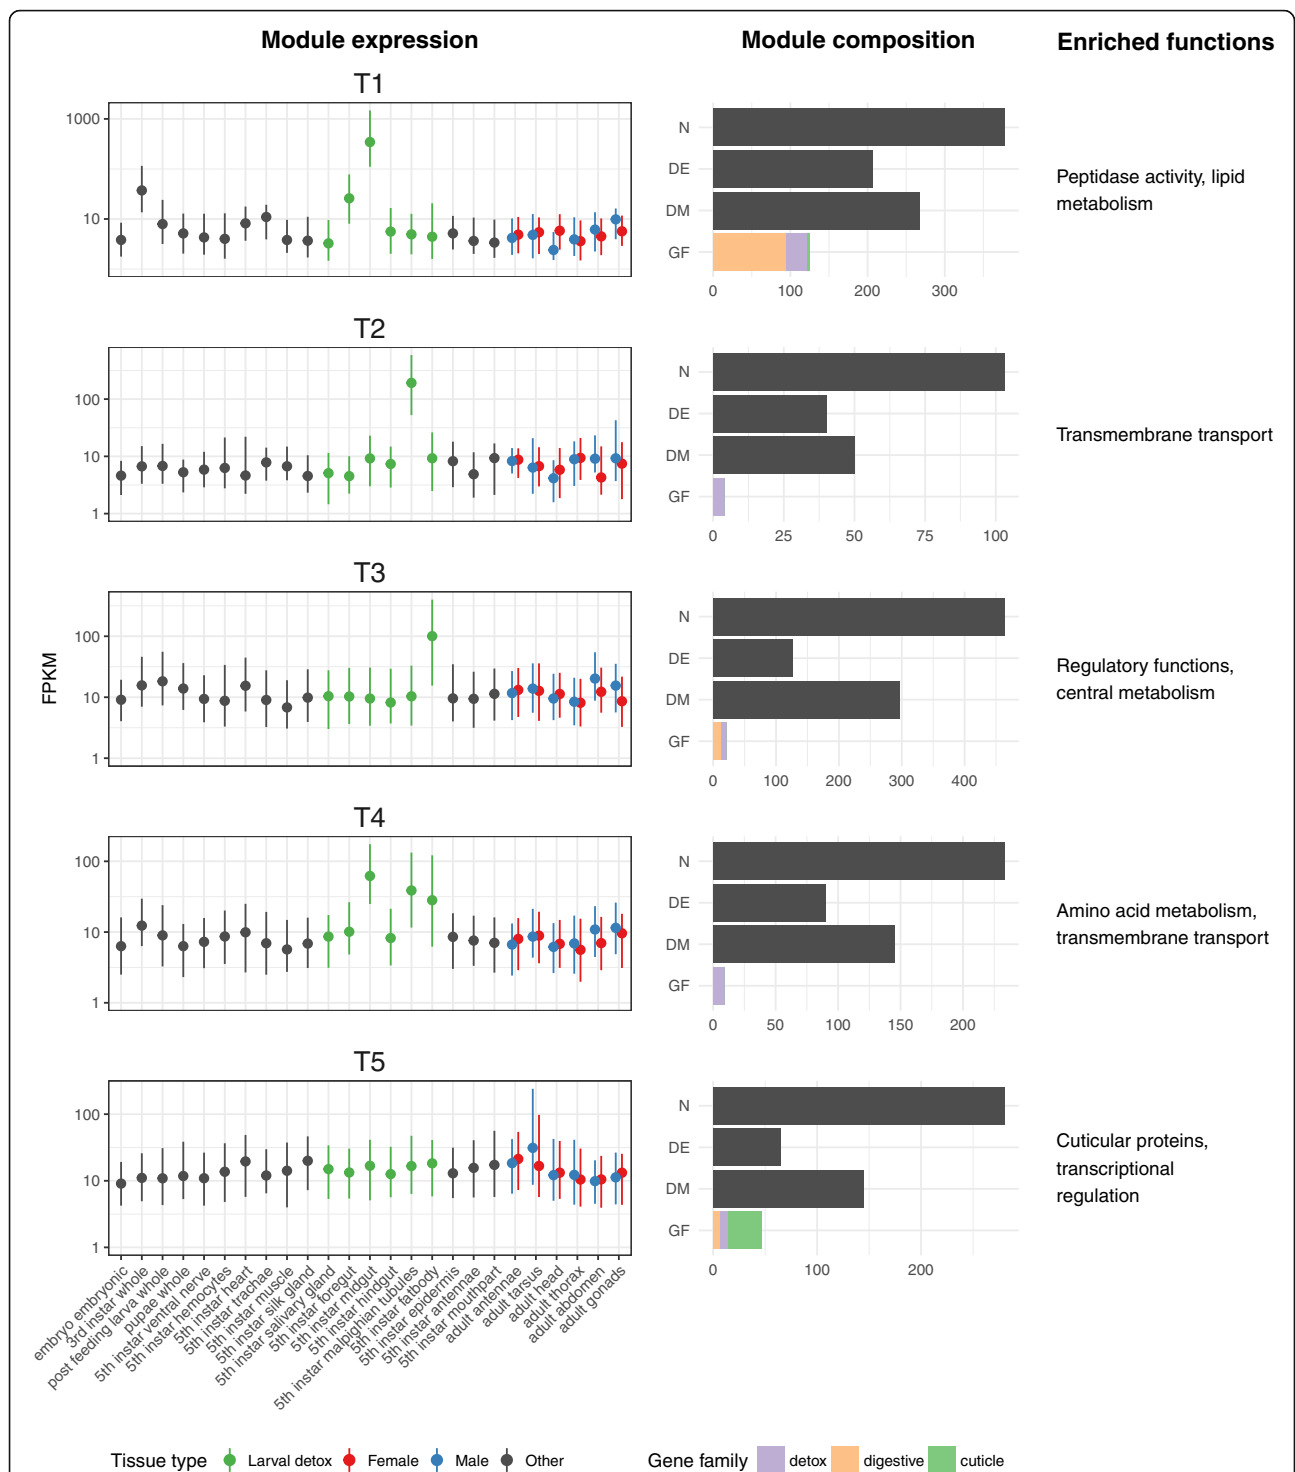 Module expression
Module composition
Enriched functions
T1
1000
10
N
DE
DM
GF
0 100 200 300
Peptidase activity, lipid
metabolism
T2
100
10
1
N
DE
DM
GF
0 25 50 75 100
Transmembrane transport
FPKM
T3
100
10
1
N
DE
DM
GF
0 100 200 300 400
Regulatory functions,
central metabolism
T4
100
10
1
N
DE
DM
GF
0 50 100 150 200
Amino acid metabolism,
transmembrane transport
T5
100
10
1
N
DE
DM
GF
0 100 200
Cuticular proteins,
transcriptional
regulation
embryo embryonic
3rd instar whole
post feeding larva whole
pupae whole
5th instar ventral nerve
5th instar hemocytes
5th instar heart
5th instar trachae
5th instar muscle
5th instar silk gland
5th instar salivary gland
5th instar foregut
5th instar midgut
5th instar hindgut
5th instar malpighian tubules
5th instar fatbody
5th instar epidermis
5th instar antennae
5th instar mouthpart
adult antennae
adult tarsus
adult head
adult thorax
adult abdomen
adult gonads
Tissue type Larval detox Female Male Other
Gene family detox digestive cuticle